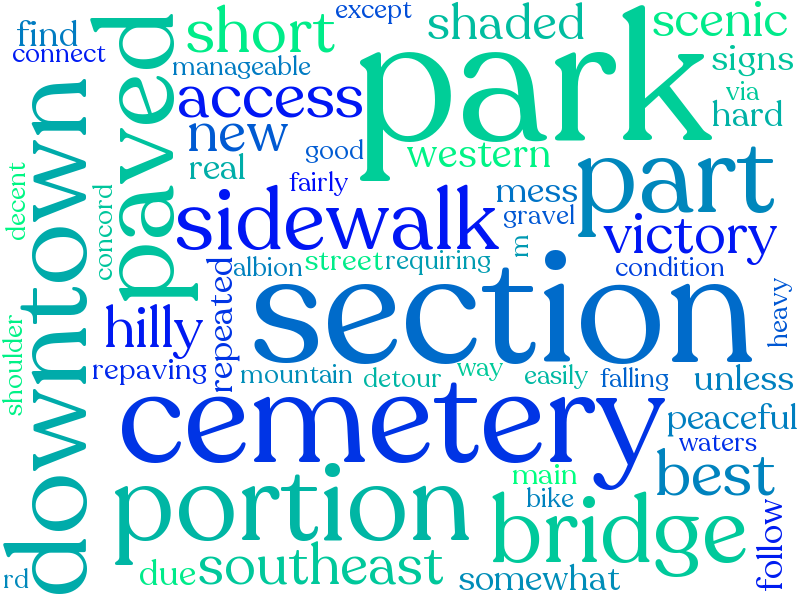 except
find
short
shaded
scenic
connect
manageable
park
signs
paved
access
via
new
hard
good
western
real
part
downtown
fairly
decent
concord
sidewalk
mess
gravel
victory
m
albion
street
requiring
condition
repeated
section
heavy
hilly
shoulder
repaving
mountain
detour
way
easily
falling
unless
cemetery
peaceful
waters
best
portion
main
bike
bridge
follow
southeast
due
somewhat
rd